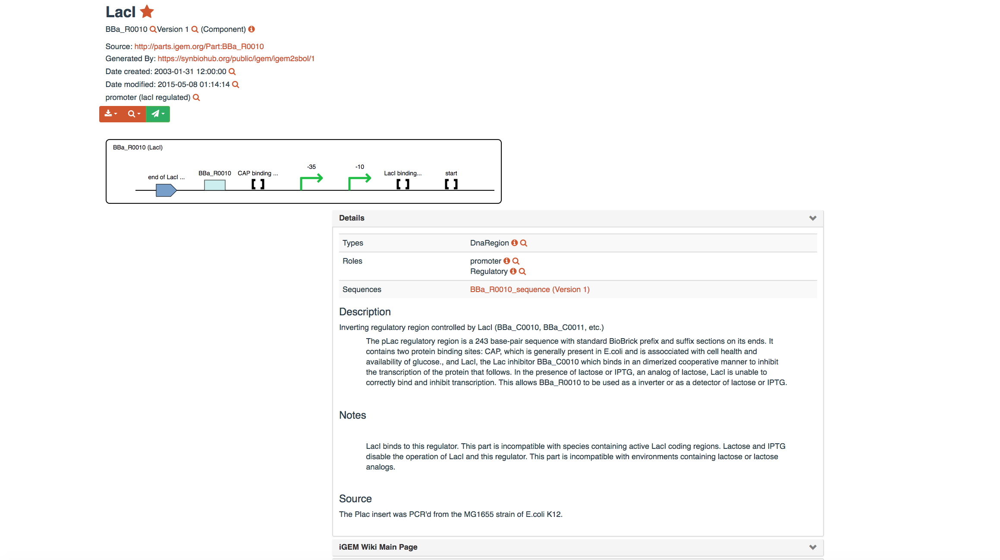 LacI
BBa_R0010 Version 1 (Component)
Source: http://parts.igem.org/Part:BBa_R0010
Generated By: https://synbiohub.org/public/igem/igem2sbol/1
Date created: 2003-01-31 12:00:00
Date modified: 2015-05-08 01:14:14
promoter (lacI regulated)
BBa_R0010 (LacI)
end of LacI ...
BBa_R0010
CAP binding ...
-35
-10
LacI binding...
start
Details
Types DnaRegion
Roles promoter
Regulatory
Sequences BBa_R0010_sequence (Version 1)
Description
Inverting regulatory region controlled by LacI (BBa_C0010, BBa_C0011, etc.)
The pLac regulatory region is a 243 base-pair sequence with standard BioBrick prefix and suffix sections on its ends. It
contains two protein binding sites: CAP, which is generally present in E.coli and is assocciated with cell health and
availability of glucose., and LacI, the Lac inhibitor BBa_C0010 which binds in an dimerized cooperative manner to inhibit
the transcription of the protein that follows. In the presence of lactose or IPTG, an analog of lactose, LacI is unable to
correctly bind and inhibit transcription. This allows BBa_R0010 to be used as a inverter or as a detector of lactose or IPTG.
Notes
LacI binds to this regulator. This part is incompatible with species containing active LacI coding regions. Lactose and IPTG
disable the operation of LacI and this regulator. This part is incompatible with environments containing lactose or lactose
analogs.
Source
The Plac insert was PCR'd from the MG1655 strain of E.coli K12.
iGEM Wiki Main Page